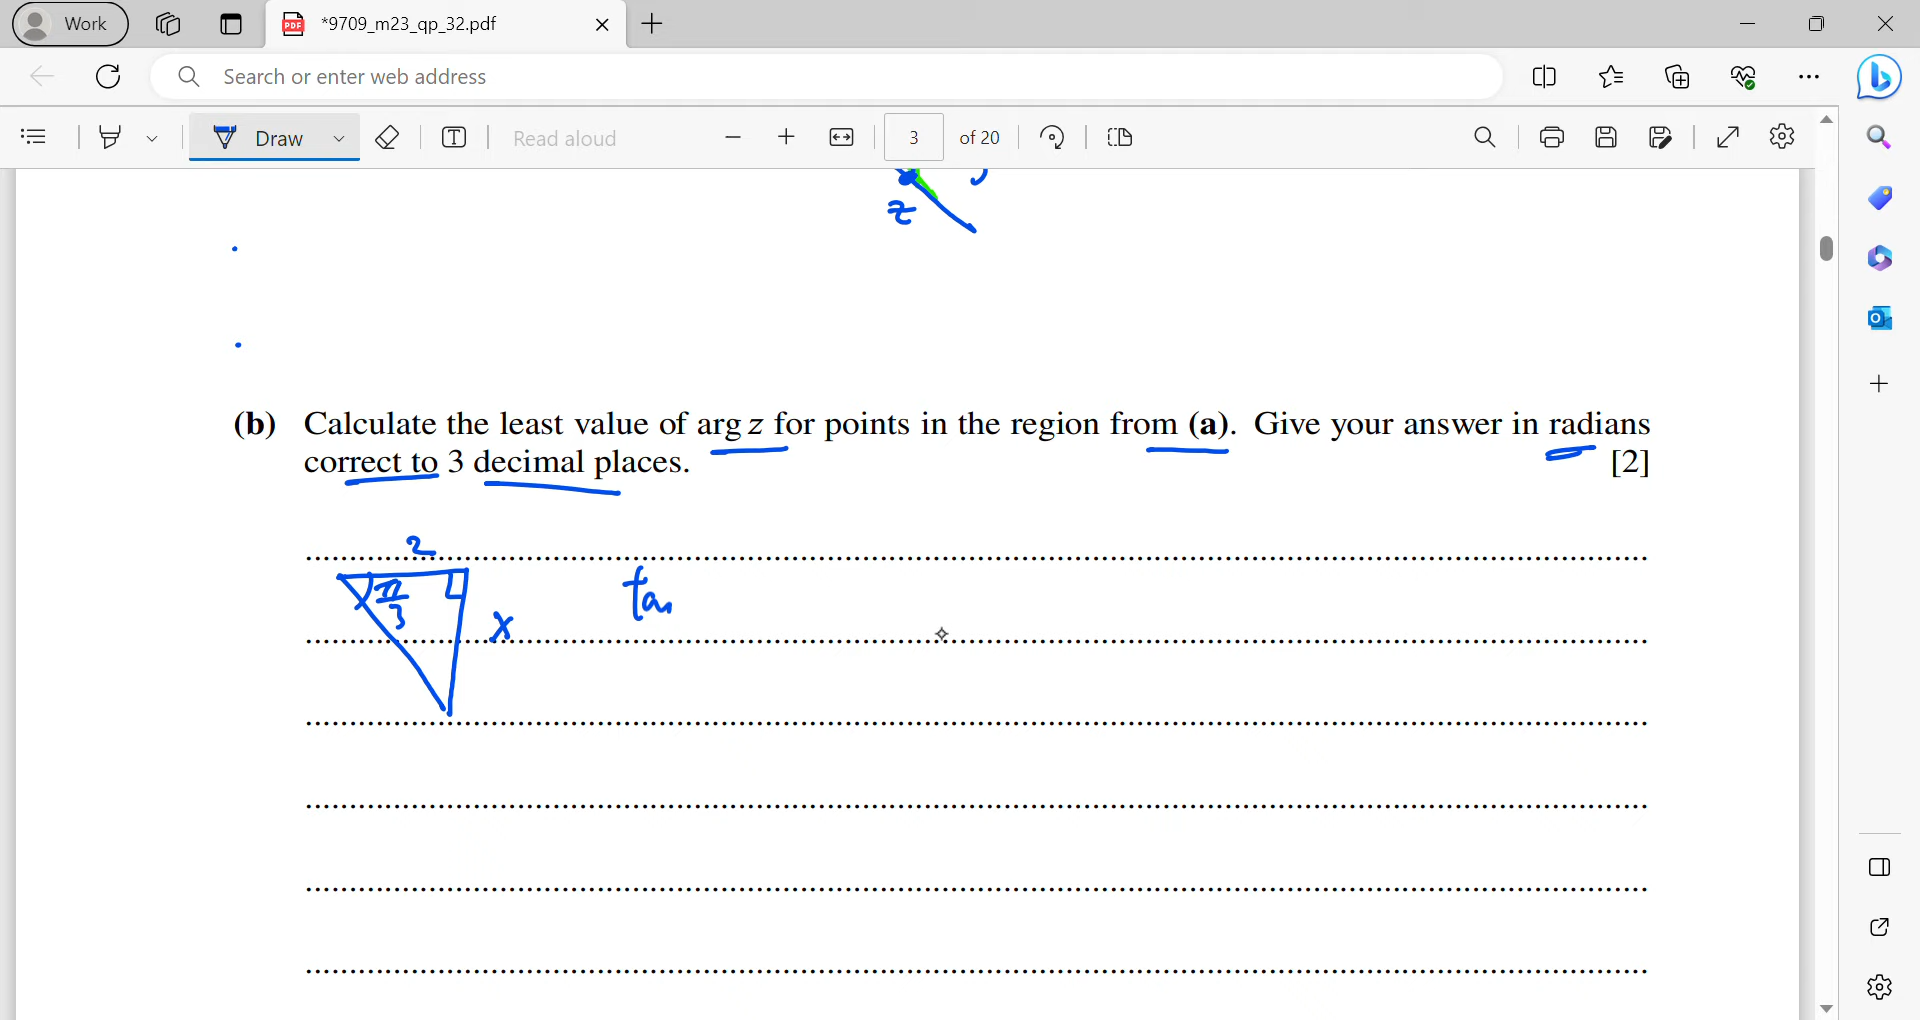 Work
*9709_m23_qp_32.pdf
Search or enter web address
Draw
Read aloud
3
of 20
z
(b) Calculate the least value of arg z for points in the region from (a). Give your answer in radians
correct to 3 decimal places. [2]
2
π/3
x
tan